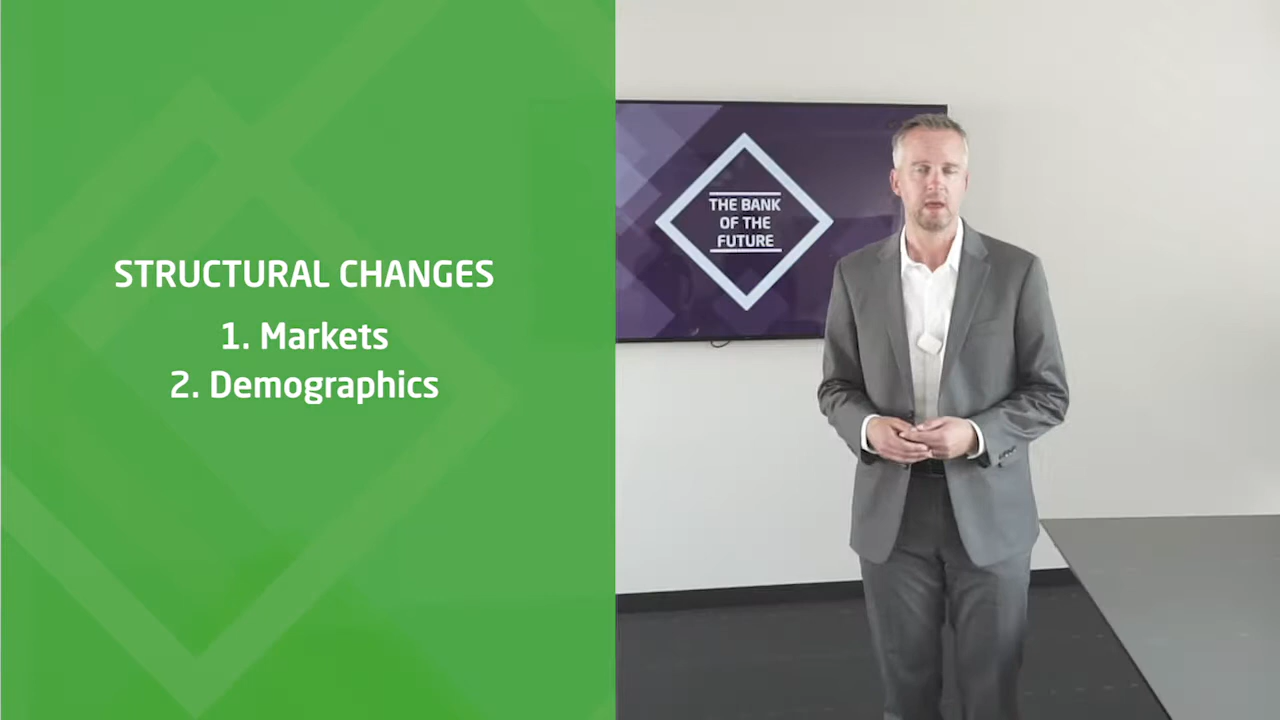 STRUCTURAL CHANGES
1. Markets
2. Demographics
THE BANK
OF THE
FUTURE